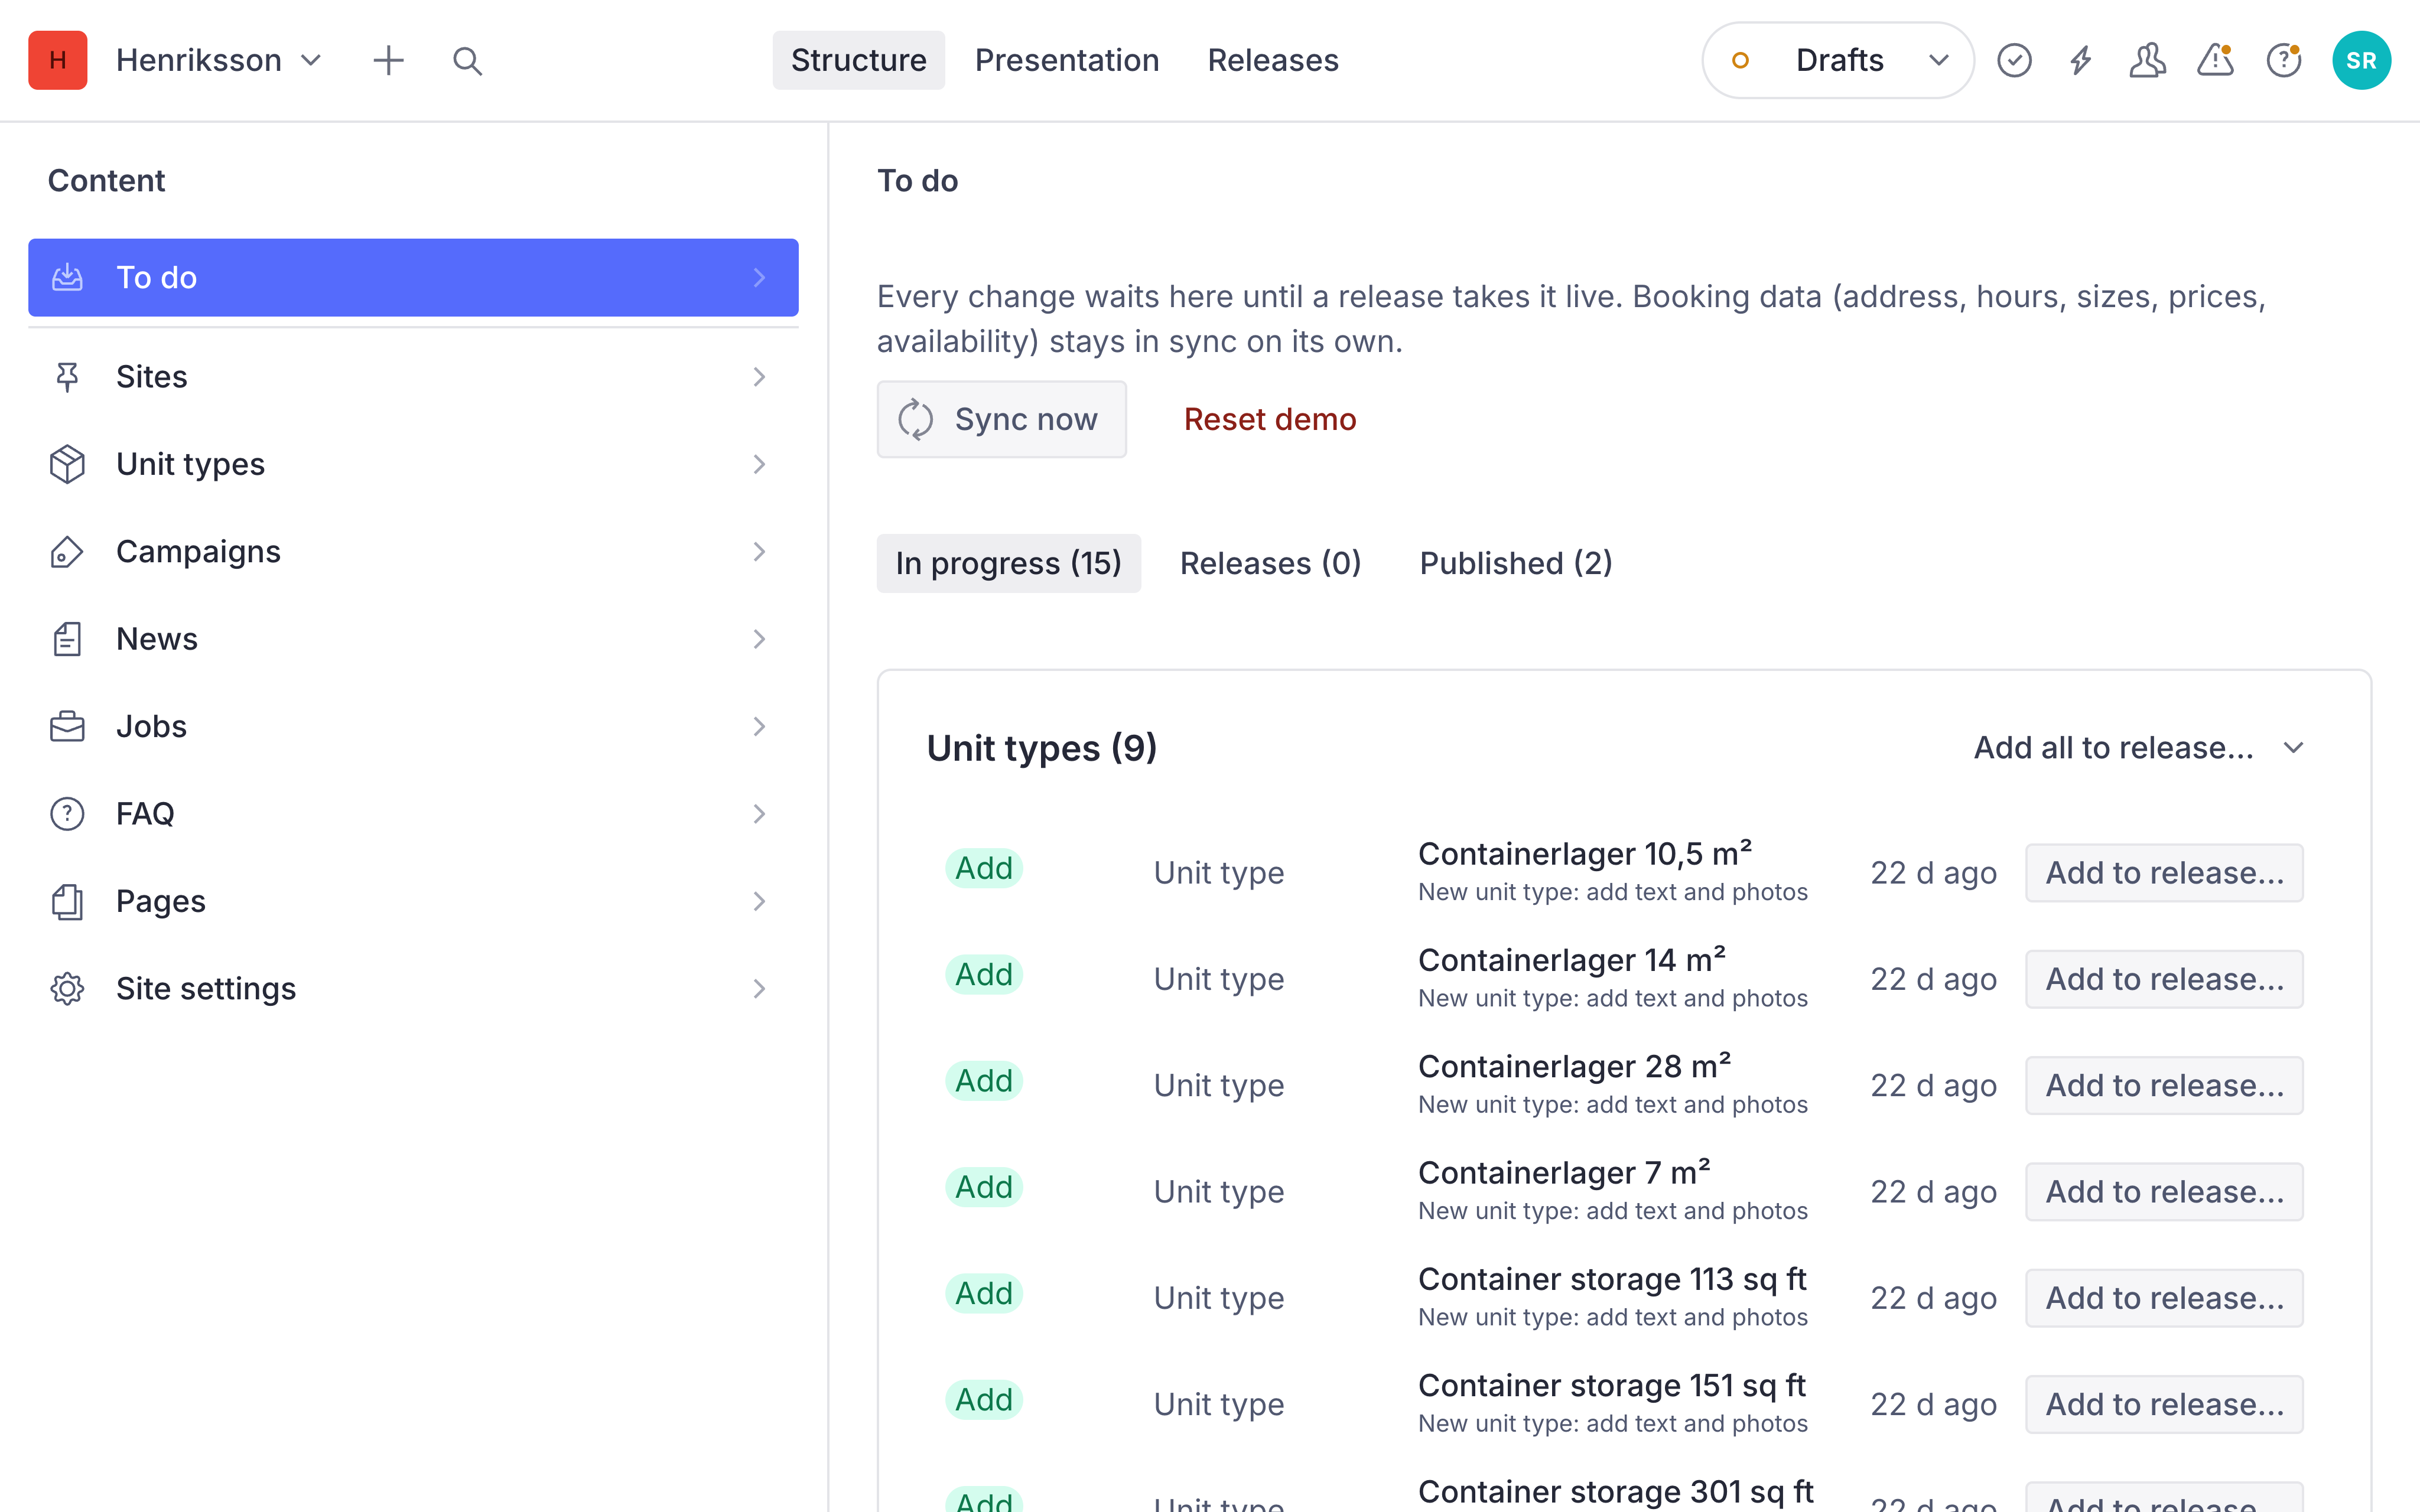 H Henriksson Structure Presentation Releases Drafts SR
Content
To do
Sites
Unit types
Campaigns
News
Jobs
FAQ
Pages
Site settings
To do
Every change waits here until a release takes it live. Booking data (address, hours, sizes, prices,
availability) stays in sync on its own.
Sync now Reset demo
In progress (15) Releases (0) Published (2)
Unit types (9) Add all to release...
Add Unit type Containerlager 10,5 m² 22 d ago Add to release...
New unit type: add text and photos
Add Unit type Containerlager 14 m² 22 d ago Add to release...
New unit type: add text and photos
Add Unit type Containerlager 28 m² 22 d ago Add to release...
New unit type: add text and photos
Add Unit type Containerlager 7 m² 22 d ago Add to release...
New unit type: add text and photos
Add Unit type Container storage 113 sq ft 22 d ago Add to release...
New unit type: add text and photos
Add Unit type Container storage 151 sq ft 22 d ago Add to release...
New unit type: add text and photos
Add Unit type Container storage 301 sq ft 22 d ago Add to release...